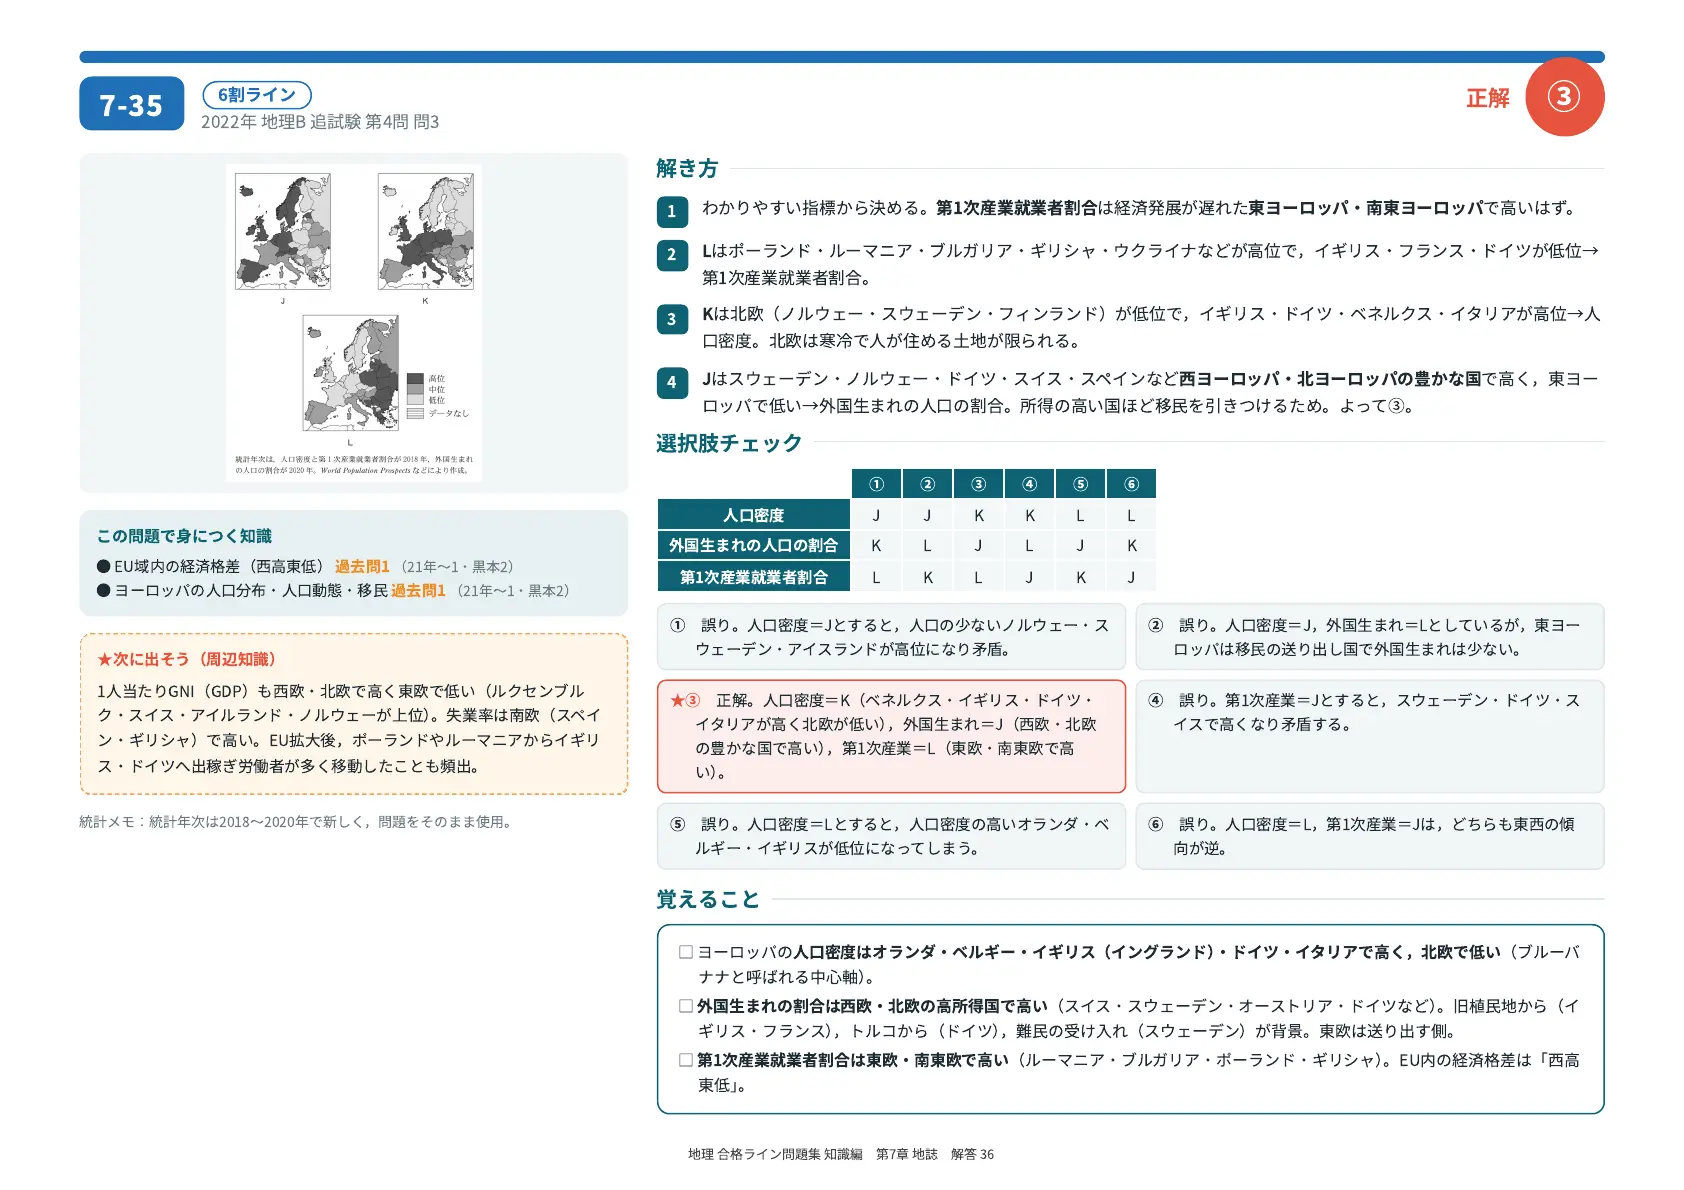 7-35
6割ライン
2022年 地理B 追試験 第4問 問3
正解
③
J
K
L
高位
中位
低位
データなし
統計年次は，人口密度と第1次産業就業者割合が2018年，外国生まれ
の人口の割合が2020年。World Population Prospects などにより作成。
この問題で身につく知識
●EU域内の経済格差（西高東低） 過去問1（21年〜1・黒本2）
●ヨーロッパの人口分布・人口動態・移民 過去問1（21年〜1・黒本2）
★次に出そう（周辺知識）
1人当たりGNI（GDP）も西欧・北欧で高く東欧で低い（ルクセンブル
ク・スイス・アイルランド・ノルウェーが上位）。失業率は南欧（スペイ
ン・ギリシャ）で高い。EU拡大後，ポーランドやルーマニアからイギリ
ス・ドイツへ出稼ぎ労働者が多く移動したことも頻出。
統計メモ：統計年次は2018〜2020年で新しく，問題をそのまま使用。
解き方
1 わかりやすい指標から決める。第1次産業就業者割合は経済発展が遅れた東ヨーロッパ・南東ヨーロッパで高いはず。
2 Lはポーランド・ルーマニア・ブルガリア・ギリシャ・ウクライナなどが高位で，イギリス・フランス・ドイツが低位→
第1次産業就業者割合。
3 Kは北欧（ノルウェー・スウェーデン・フィンランド）が低位で，イギリス・ドイツ・ベネルクス・イタリアが高位→人
口密度。北欧は寒冷で人が住める土地が限られる。
4 Jはスウェーデン・ノルウェー・ドイツ・スイス・スペインなど西ヨーロッパ・北ヨーロッパの豊かな国で高く，東ヨー
ロッパで低い→外国生まれの人口の割合。所得の高い国ほど移民を引きつけるため。よって③。
選択肢チェック
① ② ③ ④ ⑤ ⑥
人口密度 J J K K L L
外国生まれの人口の割合 K L J L J K
第1次産業就業者割合 L K L J K J
① 誤り。人口密度＝Jとすると，人口の少ないノルウェー・ス
ウェーデン・アイスランドが高位になり矛盾。
② 誤り。人口密度＝J，外国生まれ＝Lとしているが，東ヨー
ロッパは移民の送り出し国で外国生まれは少ない。
★③ 正解。人口密度＝K（ベネルクス・イギリス・ドイツ・
イタリアが高く北欧が低い），外国生まれ＝J（西欧・北欧
の豊かな国で高い），第1次産業＝L（東欧・南東欧で高
い）。
④ 誤り。第1次産業＝Jとすると，スウェーデン・ドイツ・ス
イスで高くなり矛盾する。
⑤ 誤り。人口密度＝Lとすると，人口密度の高いオランダ・ベ
ルギー・イギリスが低位になってしまう。
⑥ 誤り。人口密度＝L，第1次産業＝Jは，どちらも東西の傾
向が逆。
覚えること
□ヨーロッパの人口密度はオランダ・ベルギー・イギリス（イングランド）・ドイツ・イタリアで高く，北欧で低い（ブルーバ
ナナと呼ばれる中心軸）。
□外国生まれの割合は西欧・北欧の高所得国で高い（スイス・スウェーデン・オーストリア・ドイツなど）。旧植民地から（イ
ギリス・フランス），トルコから（ドイツ），難民の受け入れ（スウェーデン）が背景。東欧は送り出す側。
□第1次産業就業者割合は東欧・南東欧で高い（ルーマニア・ブルガリア・ポーランド・ギリシャ）。EU内の経済格差は「西高
東低」。
地理 合格ライン問題集 知識編 第7章 地誌 解答 36